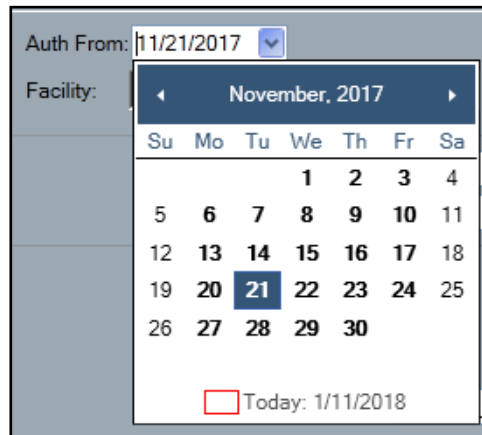 Auth From: 11/21/2017
Facility:
November, 2017
Su Mo Tu We Th Fr Sa
1 2 3 4
5 6 7 8 9 10 11
12 13 14 15 16 17 18
19 20 21 22 23 24 25
26 27 28 29 30
Today: 1/11/2018